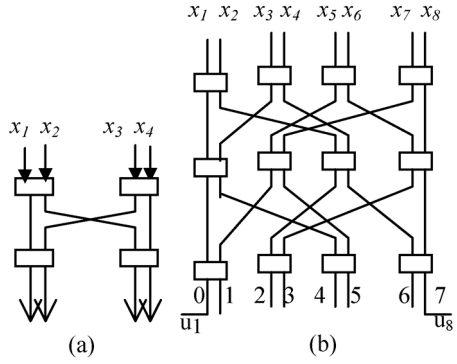 x1 x2 x3 x4 x5 x6 x7 x8
x1 x2 x3 x4
0 1 2 3 4 5 6 7
u1 u8
(a) (b)